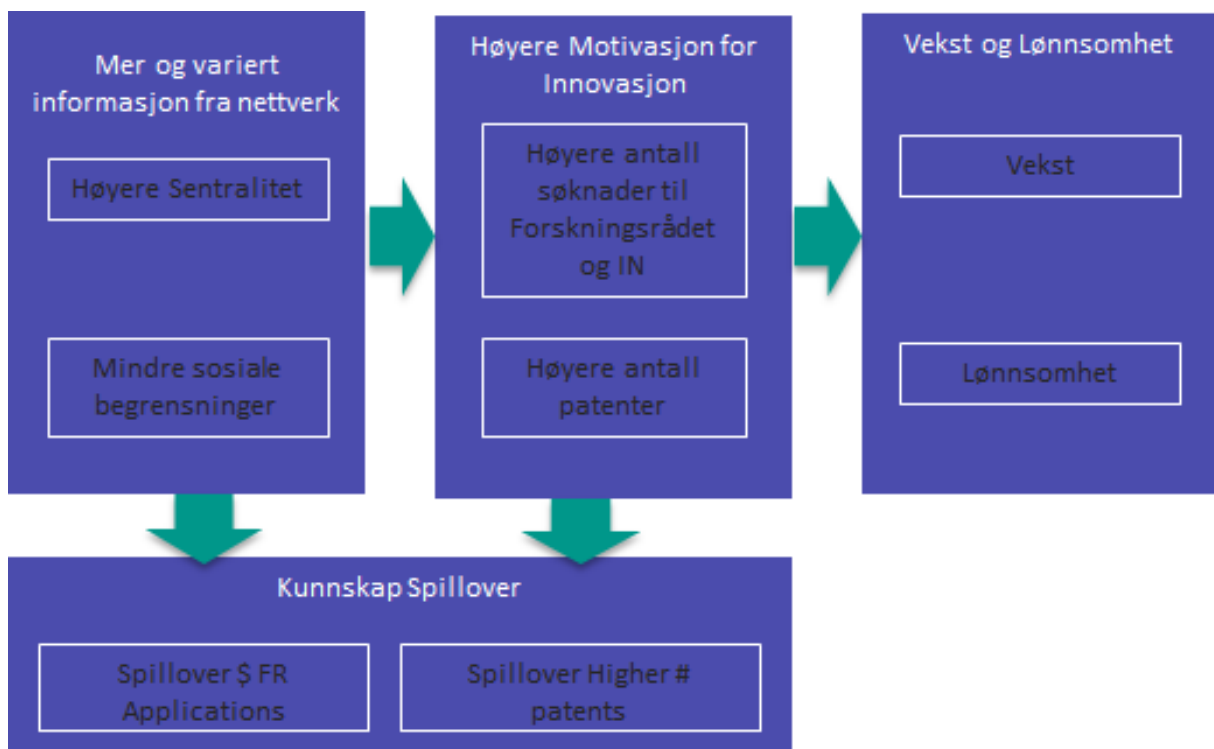 Mer og variert
informasjon fra nettverk
Høyere Sentralitet
Mindre sosiale
begrensninger
Høyere Motivasjon for
Innovasjon
Høyere antall
søknader til
Forskningsrådet
og IN
Høyere antall
patenter
Vekst og Lønnsomhet
Vekst
Lønnsomhet
Kunnskap Spillover
Spillover $ FR
Applications
Spillover Higher #
patents